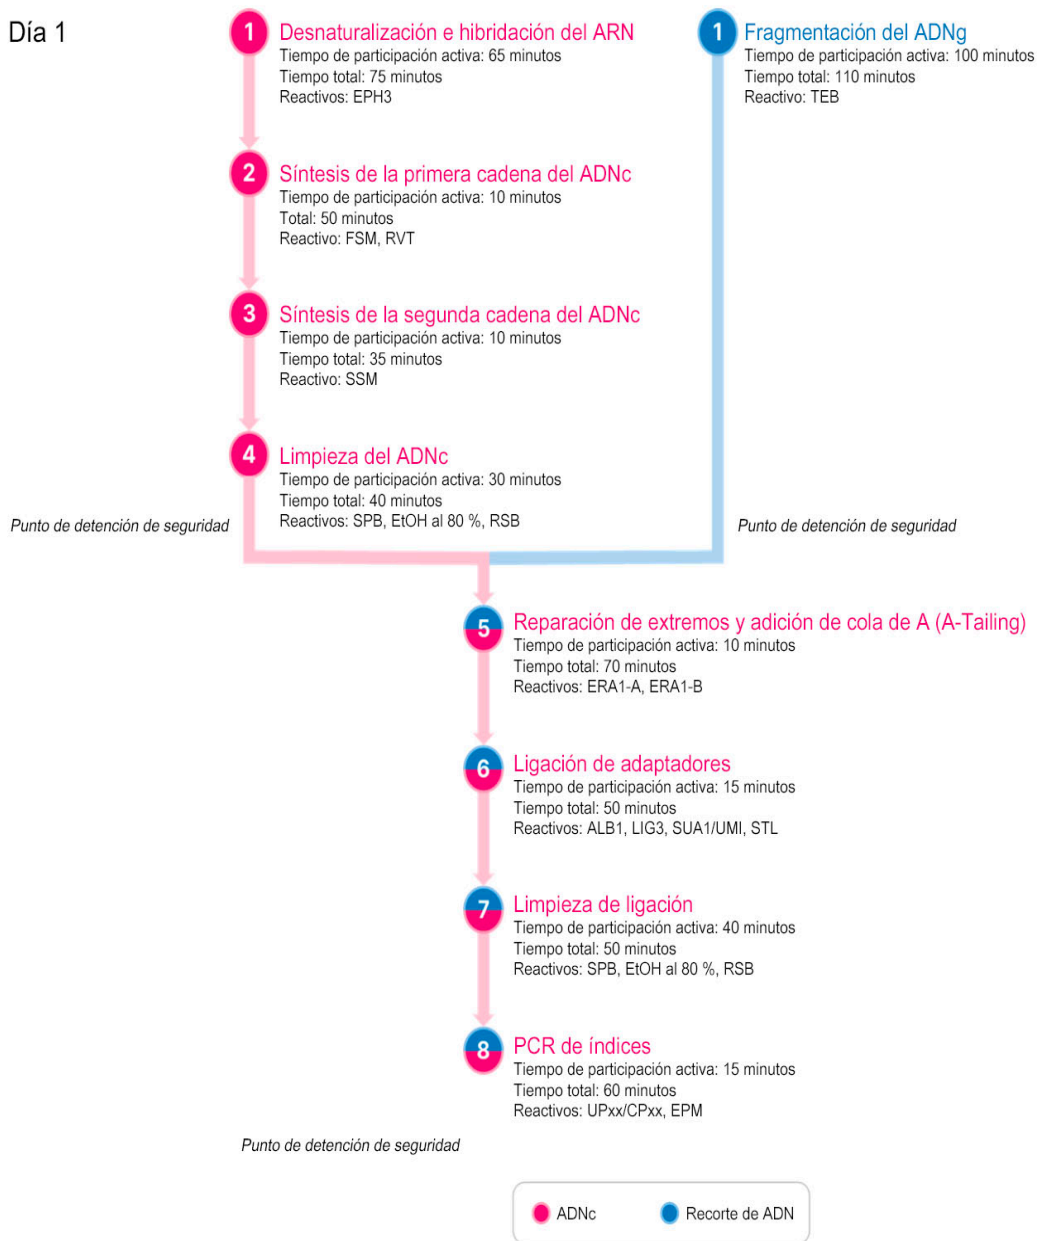 Día 1
1 Desnaturalización e hibridación del ARN
Tiempo de participación activa: 65 minutos
Tiempo total: 75 minutos
Reactivos: EPH3
1 Fragmentación del ADNg
Tiempo de participación activa: 100 minutos
Tiempo total: 110 minutos
Reactivo: TEB
2 Síntesis de la primera cadena del ADNc
Tiempo de participación activa: 10 minutos
Total: 50 minutos
Reactivo: FSM, RVT
3 Síntesis de la segunda cadena del ADNc
Tiempo de participación activa: 10 minutos
Tiempo total: 35 minutos
Reactivo: SSM
4 Limpieza del ADNc
Tiempo de participación activa: 30 minutos
Tiempo total: 40 minutos
Reactivos: SPB, EtOH al 80 %, RSB
Punto de detención de seguridad
Punto de detención de seguridad
5 Reparación de extremos y adición de cola de A (A-Tailing)
Tiempo de participación activa: 10 minutos
Tiempo total: 70 minutos
Reactivos: ERA1-A, ERA1-B
6 Ligación de adaptadores
Tiempo de participación activa: 15 minutos
Tiempo total: 50 minutos
Reactivos: ALB1, LIG3, SUA1/UMI, STL
7 Limpieza de ligación
Tiempo de participación activa: 40 minutos
Tiempo total: 50 minutos
Reactivos: SPB, EtOH al 80 %, RSB
8 PCR de índices
Tiempo de participación activa: 15 minutos
Tiempo total: 60 minutos
Reactivos: UPxx/CPxx, EPM
Punto de detención de seguridad
ADNc
Recorte de ADN